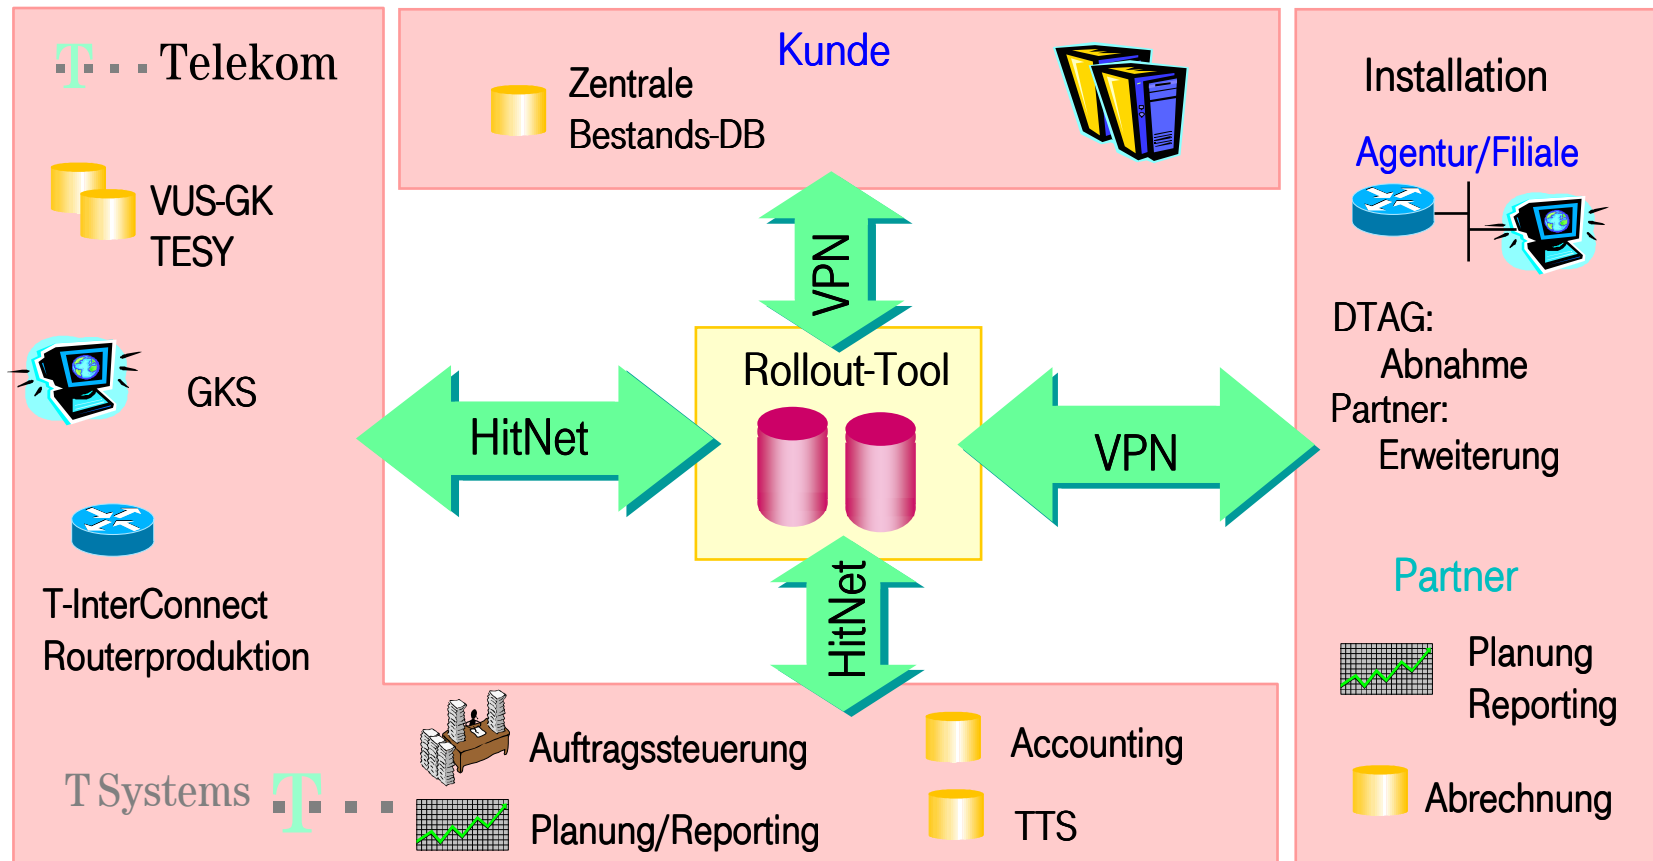 Telekom
VUS-GK
TESY
GKS
T-InterConnect
Routerproduktion
T Systems
Kunde
Zentrale
Bestands-DB
VPN
Rollout-Tool
HitNet
VPN
HitNet
Auftragssteuerung
Planung/Reporting
Accounting
TTS
Installation
Agentur/Filiale
DTAG:
Abnahme
Partner:
Erweiterung
Partner
Planung
Reporting
Abrechnung